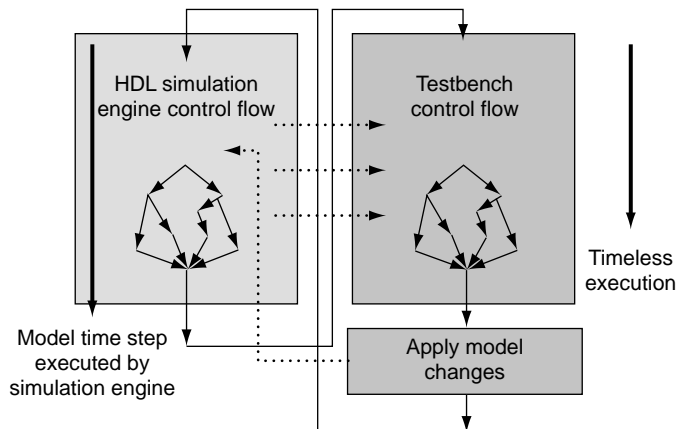 HDL simulation
engine control flow
Testbench
control flow
Timeless
execution
Model time step
executed by
simulation engine
Apply model
changes